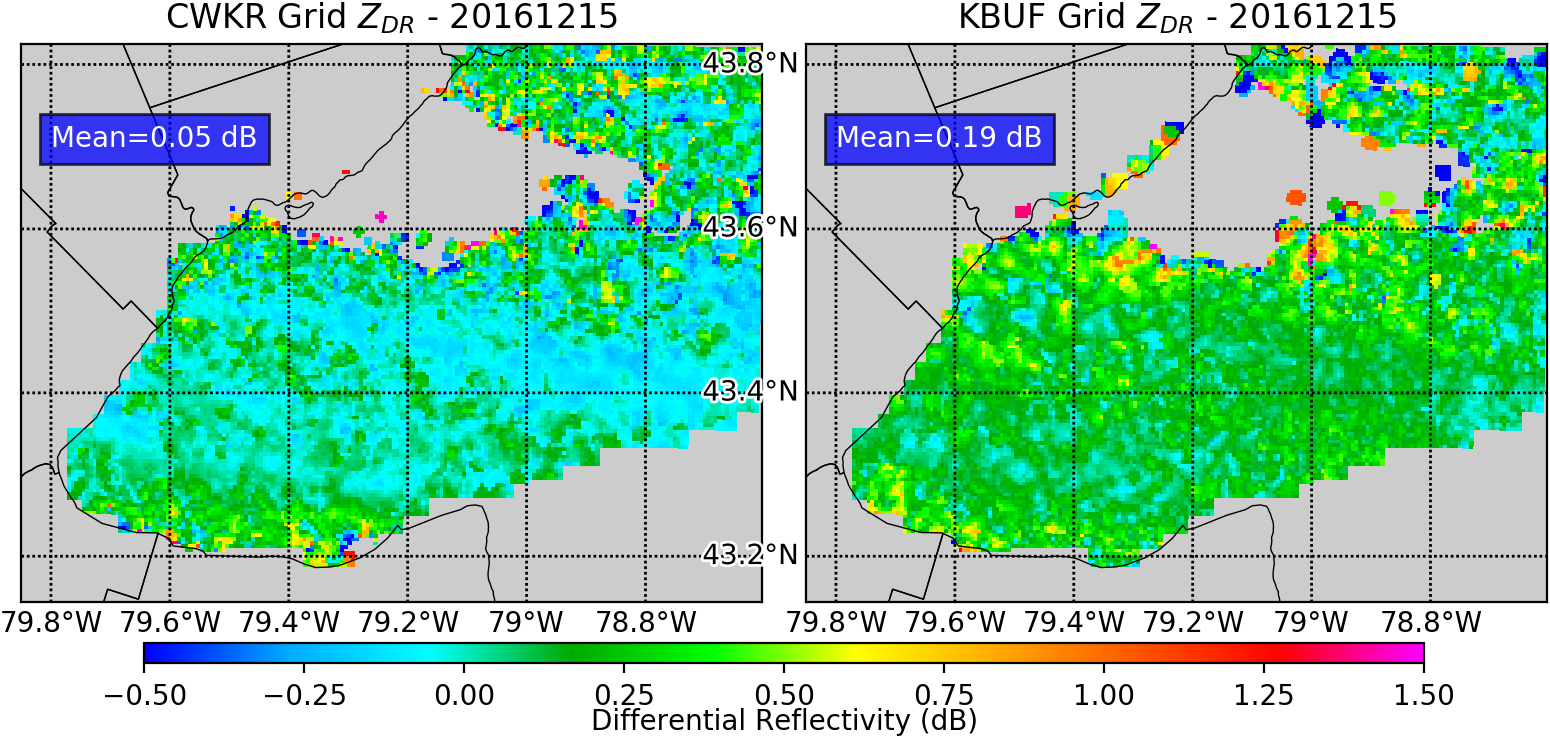 CWKR Grid Z_DR - 20161215
KBUF Grid Z_DR - 20161215
43.8°N
Mean=0.05 dB
Mean=0.19 dB
43.6°N
43.4°N
43.2°N
79.8°W 79.6°W 79.4°W 79.2°W 79°W 78.8°W
79.8°W 79.6°W 79.4°W 79.2°W 79°W 78.8°W
−0.50 −0.25 0.00 0.25 0.50 0.75 1.00 1.25 1.50
Differential Reflectivity (dB)